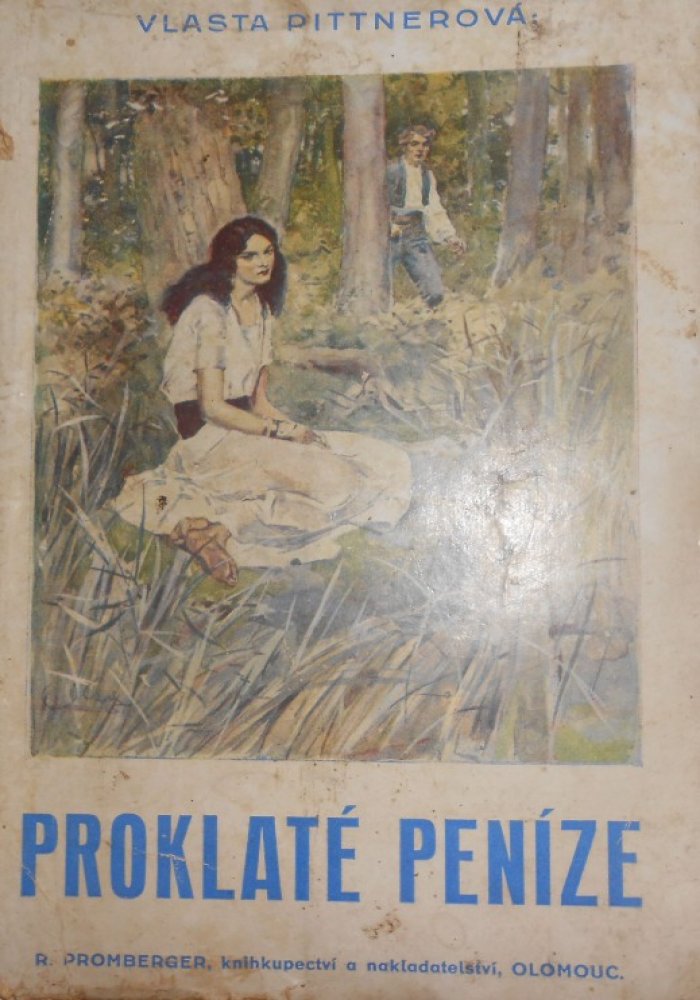 VLASTA PITTNEROVÁ:
PROKLATÉ PENÍZE
R. PROMBERGER, knihkupectví a nakladatelství, OLOMOUC.